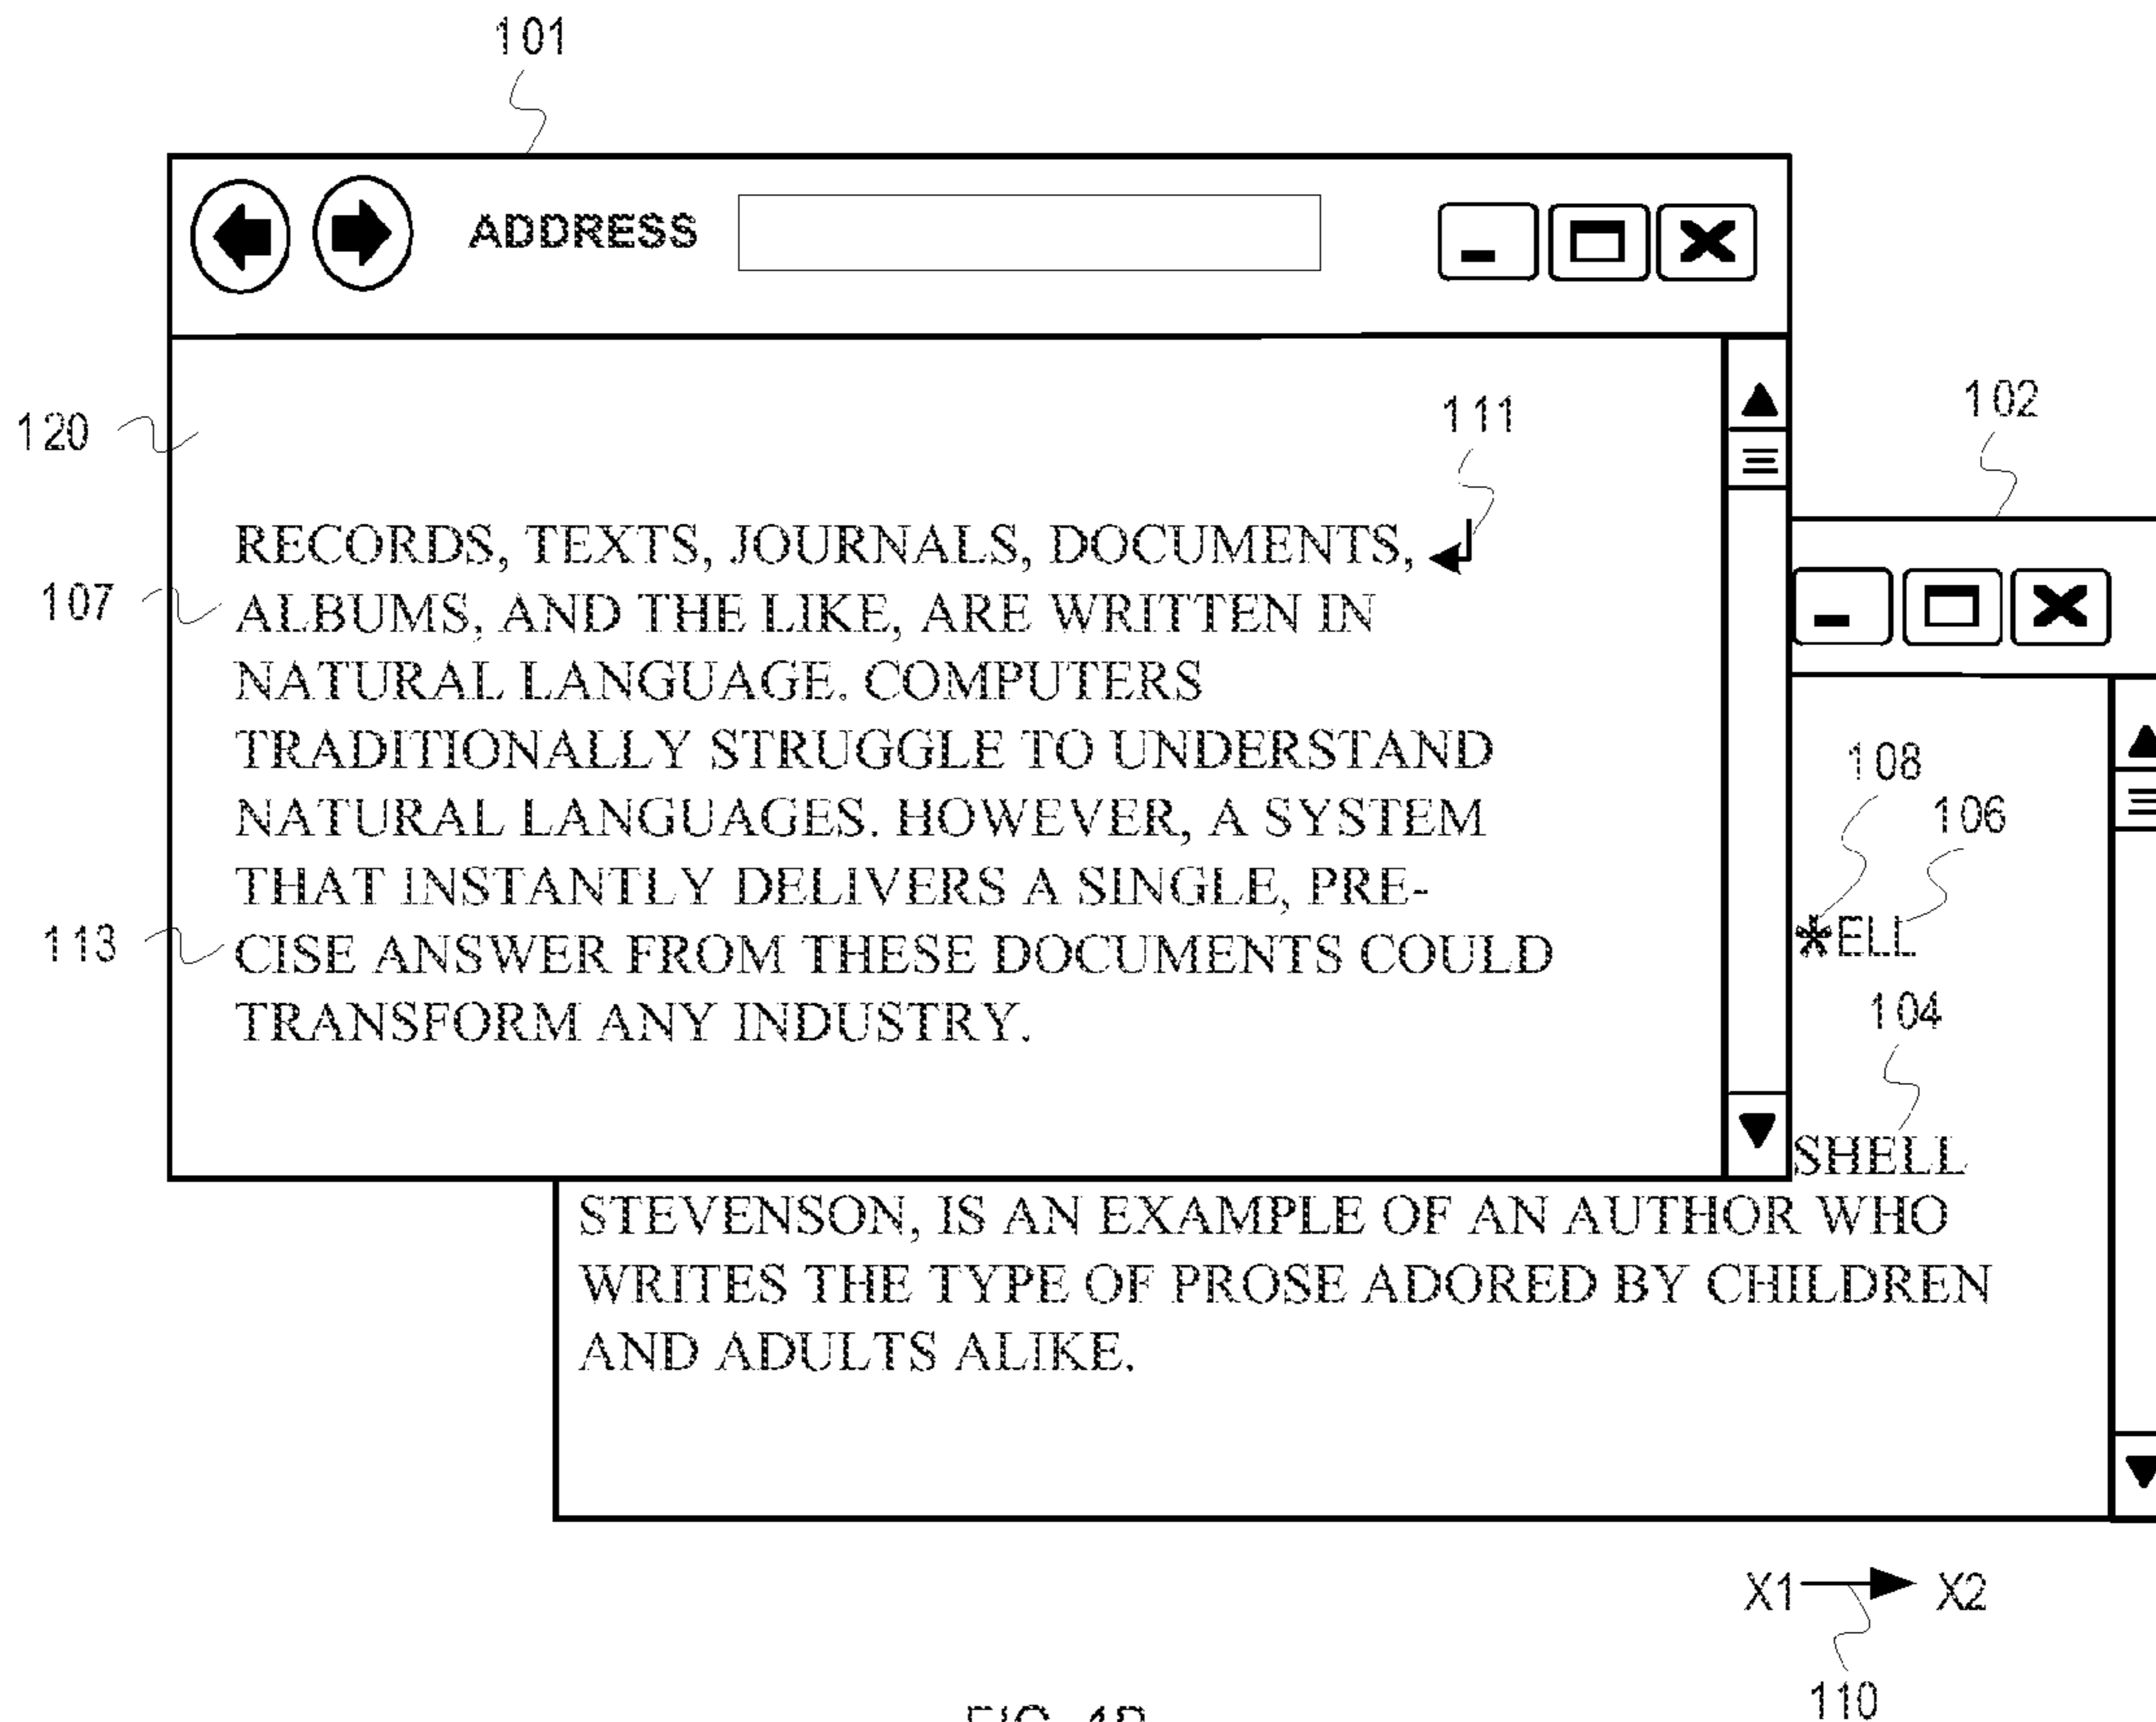 101
ADDRESS
120
111
102
RECORDS, TEXTS, JOURNALS, DOCUMENTS,
107
ALBUMS, AND THE LIKE, ARE WRITTEN IN
NATURAL LANGUAGE. COMPUTERS
TRADITIONALLY STRUGGLE TO UNDERSTAND
NATURAL LANGUAGES. HOWEVER, A SYSTEM
THAT INSTANTLY DELIVERS A SINGLE, PRE-
113
CISE ANSWER FROM THESE DOCUMENTS COULD
TRANSFORM ANY INDUSTRY.
108
106
*ELL
104
SHELL
STEVENSON, IS AN EXAMPLE OF AN AUTHOR WHO
WRITES THE TYPE OF PROSE ADORED BY CHILDREN
AND ADULTS ALIKE.
X1 X2
110